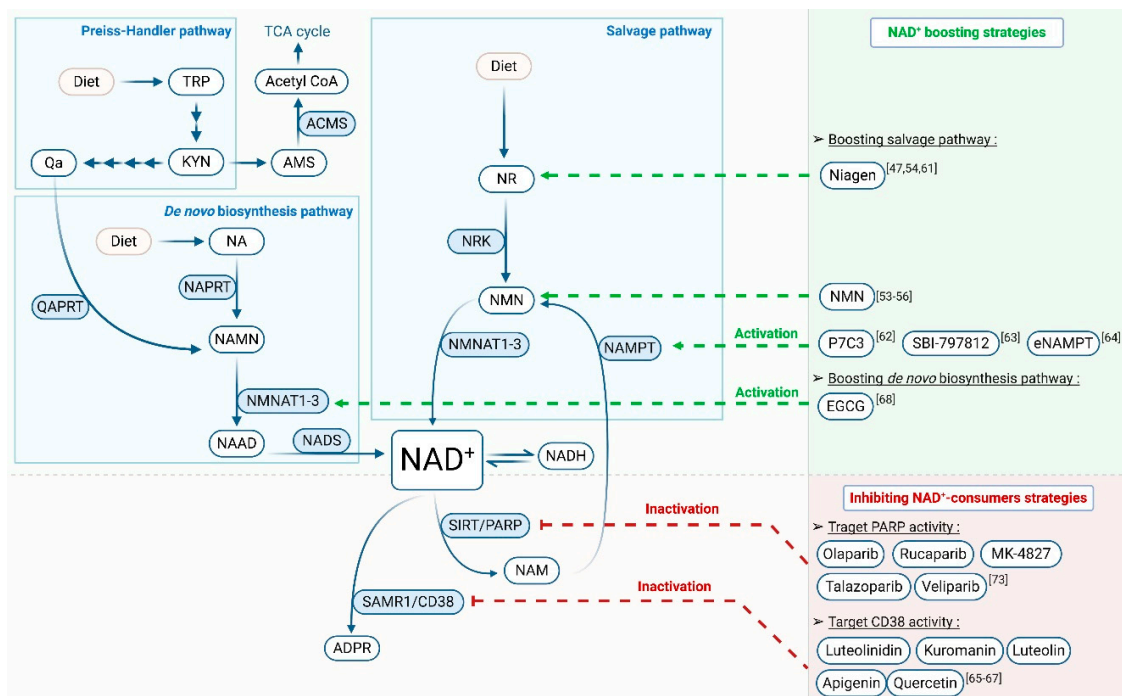 Preiss-Handler pathway
TCA cycle
Salvage pathway
NAD⁺ boosting strategies
Diet
TRP
Acetyl CoA
Diet
ACMS
➢ Boosting salvage pathway :
Qa
KYN
AMS
NR
Niagen [47,54,61]
De novo biosynthesis pathway
Diet
NA
NRK
NAPRT
QAPRT
NMN
NMN [53-56]
NAMN
NMNAT1-3
NAMPT
Activation
P7C3 [62] SBI-797812 [63] eNAMPT [64]
➢ Boosting de novo biosynthesis pathway :
NMNAT1-3
Activation
EGCG [68]
NAAD
NADS
NAD⁺
NADH
Inhibiting NAD⁺-consumers strategies
Inactivation
SIRT/PARP
➢ Traget PARP activity :
Olaparib Rucaparib MK-4827
NAM
Inactivation
Talazoparib Veliparib [73]
SAMR1/CD38
➢ Target CD38 activity :
ADPR
Luteolinidin Kuromanin Luteolin
Apigenin Quercetin [65-67]